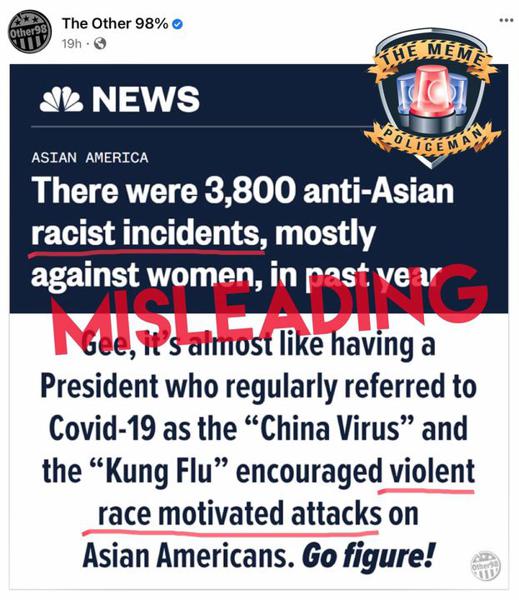 Other98
The Other 98%
19h
THE MEME
POLICEMAN
NEWS
ASIAN AMERICA
There were 3,800 anti-Asian
racist incidents, mostly
against women, in past year
MISLEADING
Gee, it's almost like having a
President who regularly referred to
Covid-19 as the “China Virus” and
the “Kung Flu” encouraged violent
race motivated attacks on
Asian Americans. Go figure!
Other98